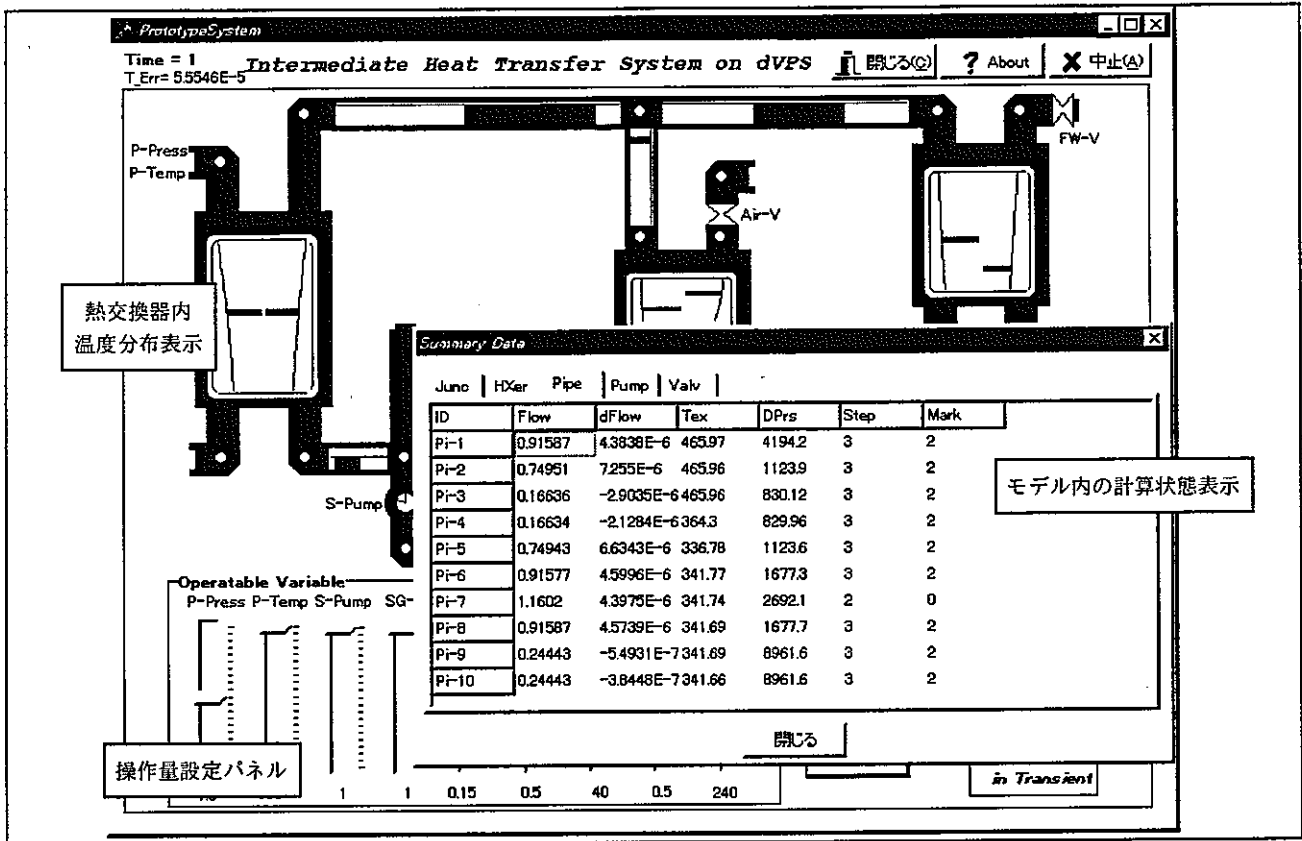 PrototypeSystem
Time = 1
T_Err= 5.5546E-5
Intermediate Heat Transfer System on dVPS
閉じる(C)
? About
中止(A)
P-Press
P-Temp
FW-V
Air-V
熱交換器内
温度分布表示
S-Pump
Summary Data
Junc HXer Pipe Pump Valv
ID Flow dFlow Tex DPrs Step Mark
Pi-1 0.91587 4.3838E-6 465.97 4194.2 3 2
Pi-2 0.74951 7.255E-6 465.96 1123.9 3 2
Pi-3 0.16636 -2.9035E-6 465.96 830.12 3 2
Pi-4 0.16634 -2.1284E-6 364.3 829.96 3 2
Pi-5 0.74943 6.6343E-6 336.78 1123.6 3 2
Pi-6 0.91577 4.5996E-6 341.77 1677.3 3 2
Pi-7 1.1602 4.3975E-6 341.74 2692.1 2 0
Pi-8 0.91587 4.5739E-6 341.69 1677.7 3 2
Pi-9 0.24443 -5.4931E-7 341.69 8961.6 3 2
Pi-10 0.24443 -3.8448E-7 341.66 8961.6 3 2
モデル内の計算状態表示
閉じる
Operatable Variable
P-Press P-Temp S-Pump SG-
操作量設定パネル
1 1 0.15 0.5 40 0.5 240
in Transient